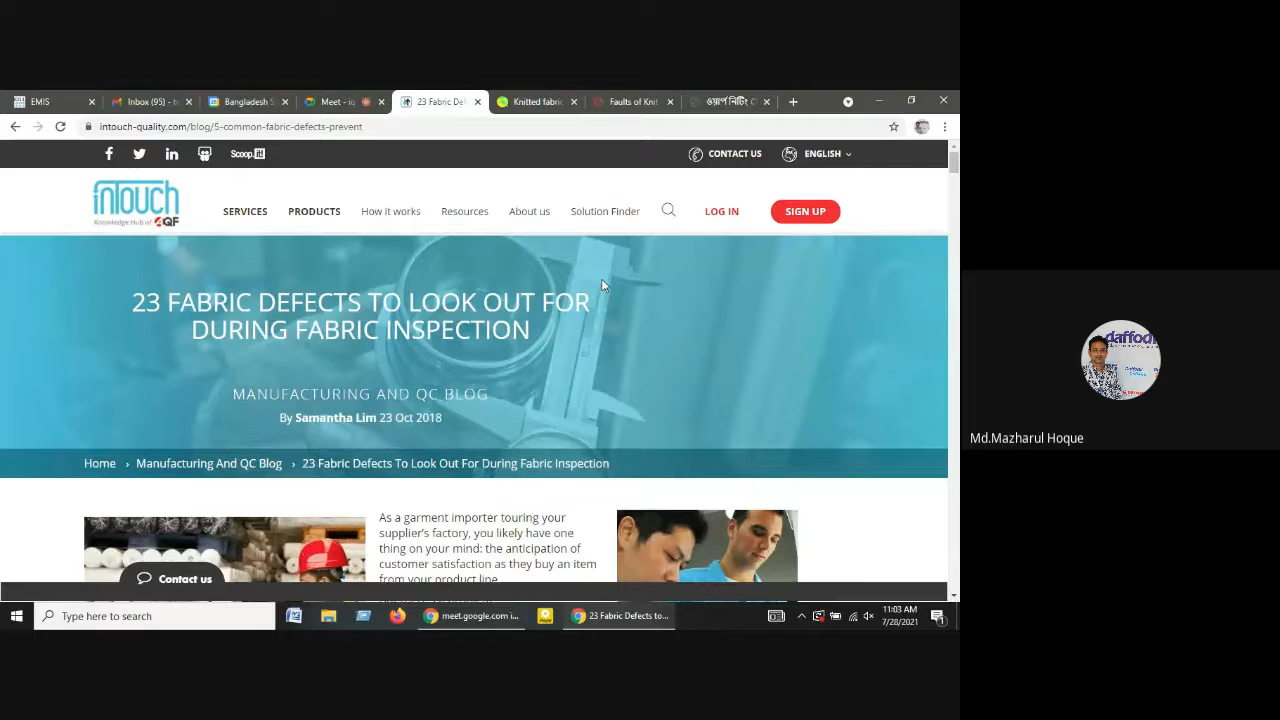 EMIS
Inbox (95) - t
Bangladesh S
Meet - iq
23 Fabric Def
Knitted fabric
Faults of Knit
ওয়াপ নিটিং
intouch-quality.com/blog/5-common-fabric-defects-prevent
Scoop.it!
CONTACT US
ENGLISH
inTouch
Knowledge Hub of AQF
SERVICES
PRODUCTS
How it works
Resources
About us
Solution Finder
LOG IN
SIGN UP
23 FABRIC DEFECTS TO LOOK OUT FOR
DURING FABRIC INSPECTION
MANUFACTURING AND QC BLOG
By Samantha Lim 23 Oct 2018
Home › Manufacturing And QC Blog › 23 Fabric Defects To Look Out For During Fabric Inspection
As a garment importer touring your
supplier's factory, you likely have one
thing on your mind: the anticipation of
customer satisfaction as they buy an item
from your product line.
Contact us
Type here to search
meet.google.com i...
23 Fabric Defects to...
11:03 AM
7/28/2021
1
daffodi
Md.Mazharul Hoque